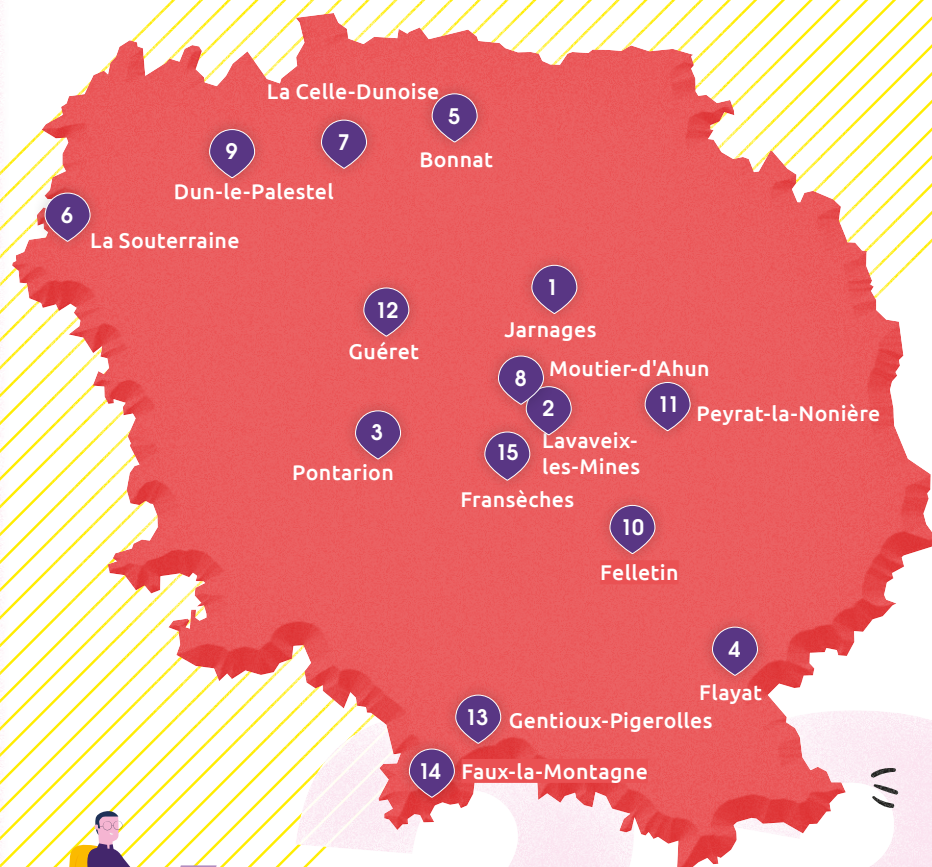 La Celle-Dunoise
5
Bonnat
7
9
Dun-le-Palestel
6
La Souterraine
1
Jarnages
12
Guéret
8
Moutier-d'Ahun
2
Lavaveix-
les-Mines
11
Peyrat-la-Nonière
3
Pontarion
15
Fransèches
10
Felletin
4
Flayat
13
Gentioux-Pigerolles
14
Faux-la-Montagne